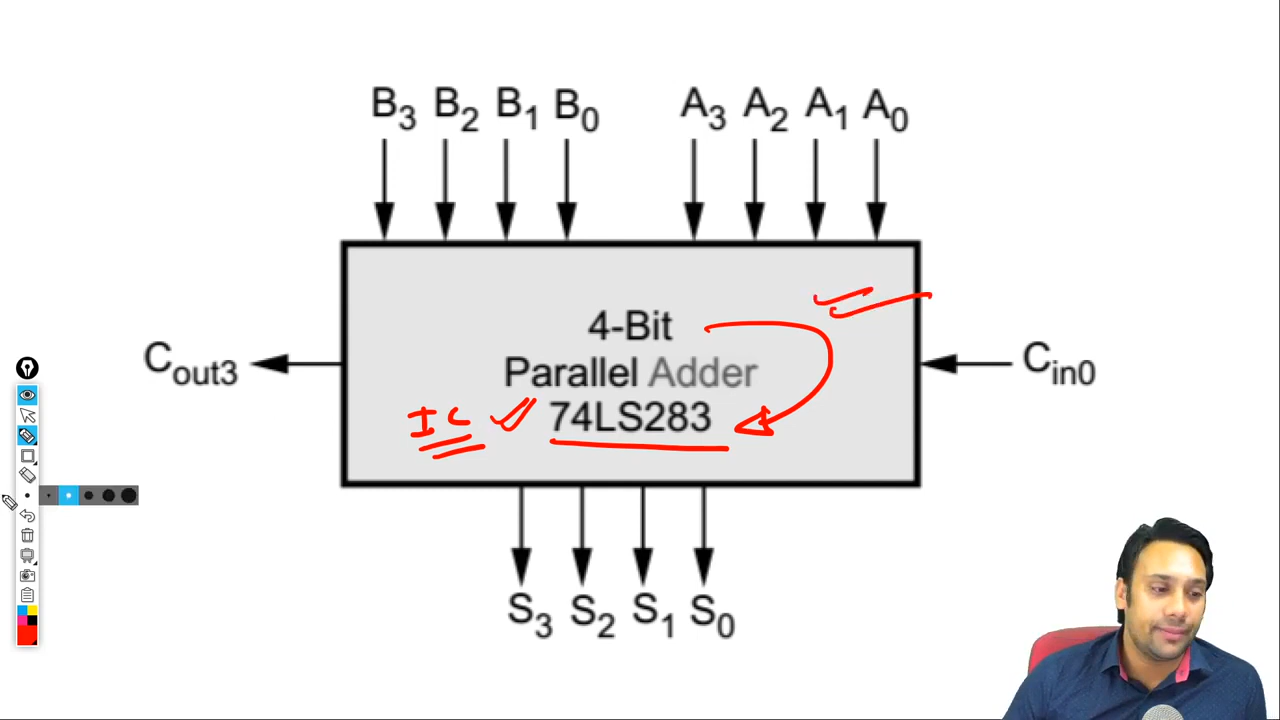 B3 B2 B1 B0 A3 A2 A1 A0
4-Bit
Parallel Adder
IC 74LS283
Cout3
Cin0
S3 S2 S1 S0